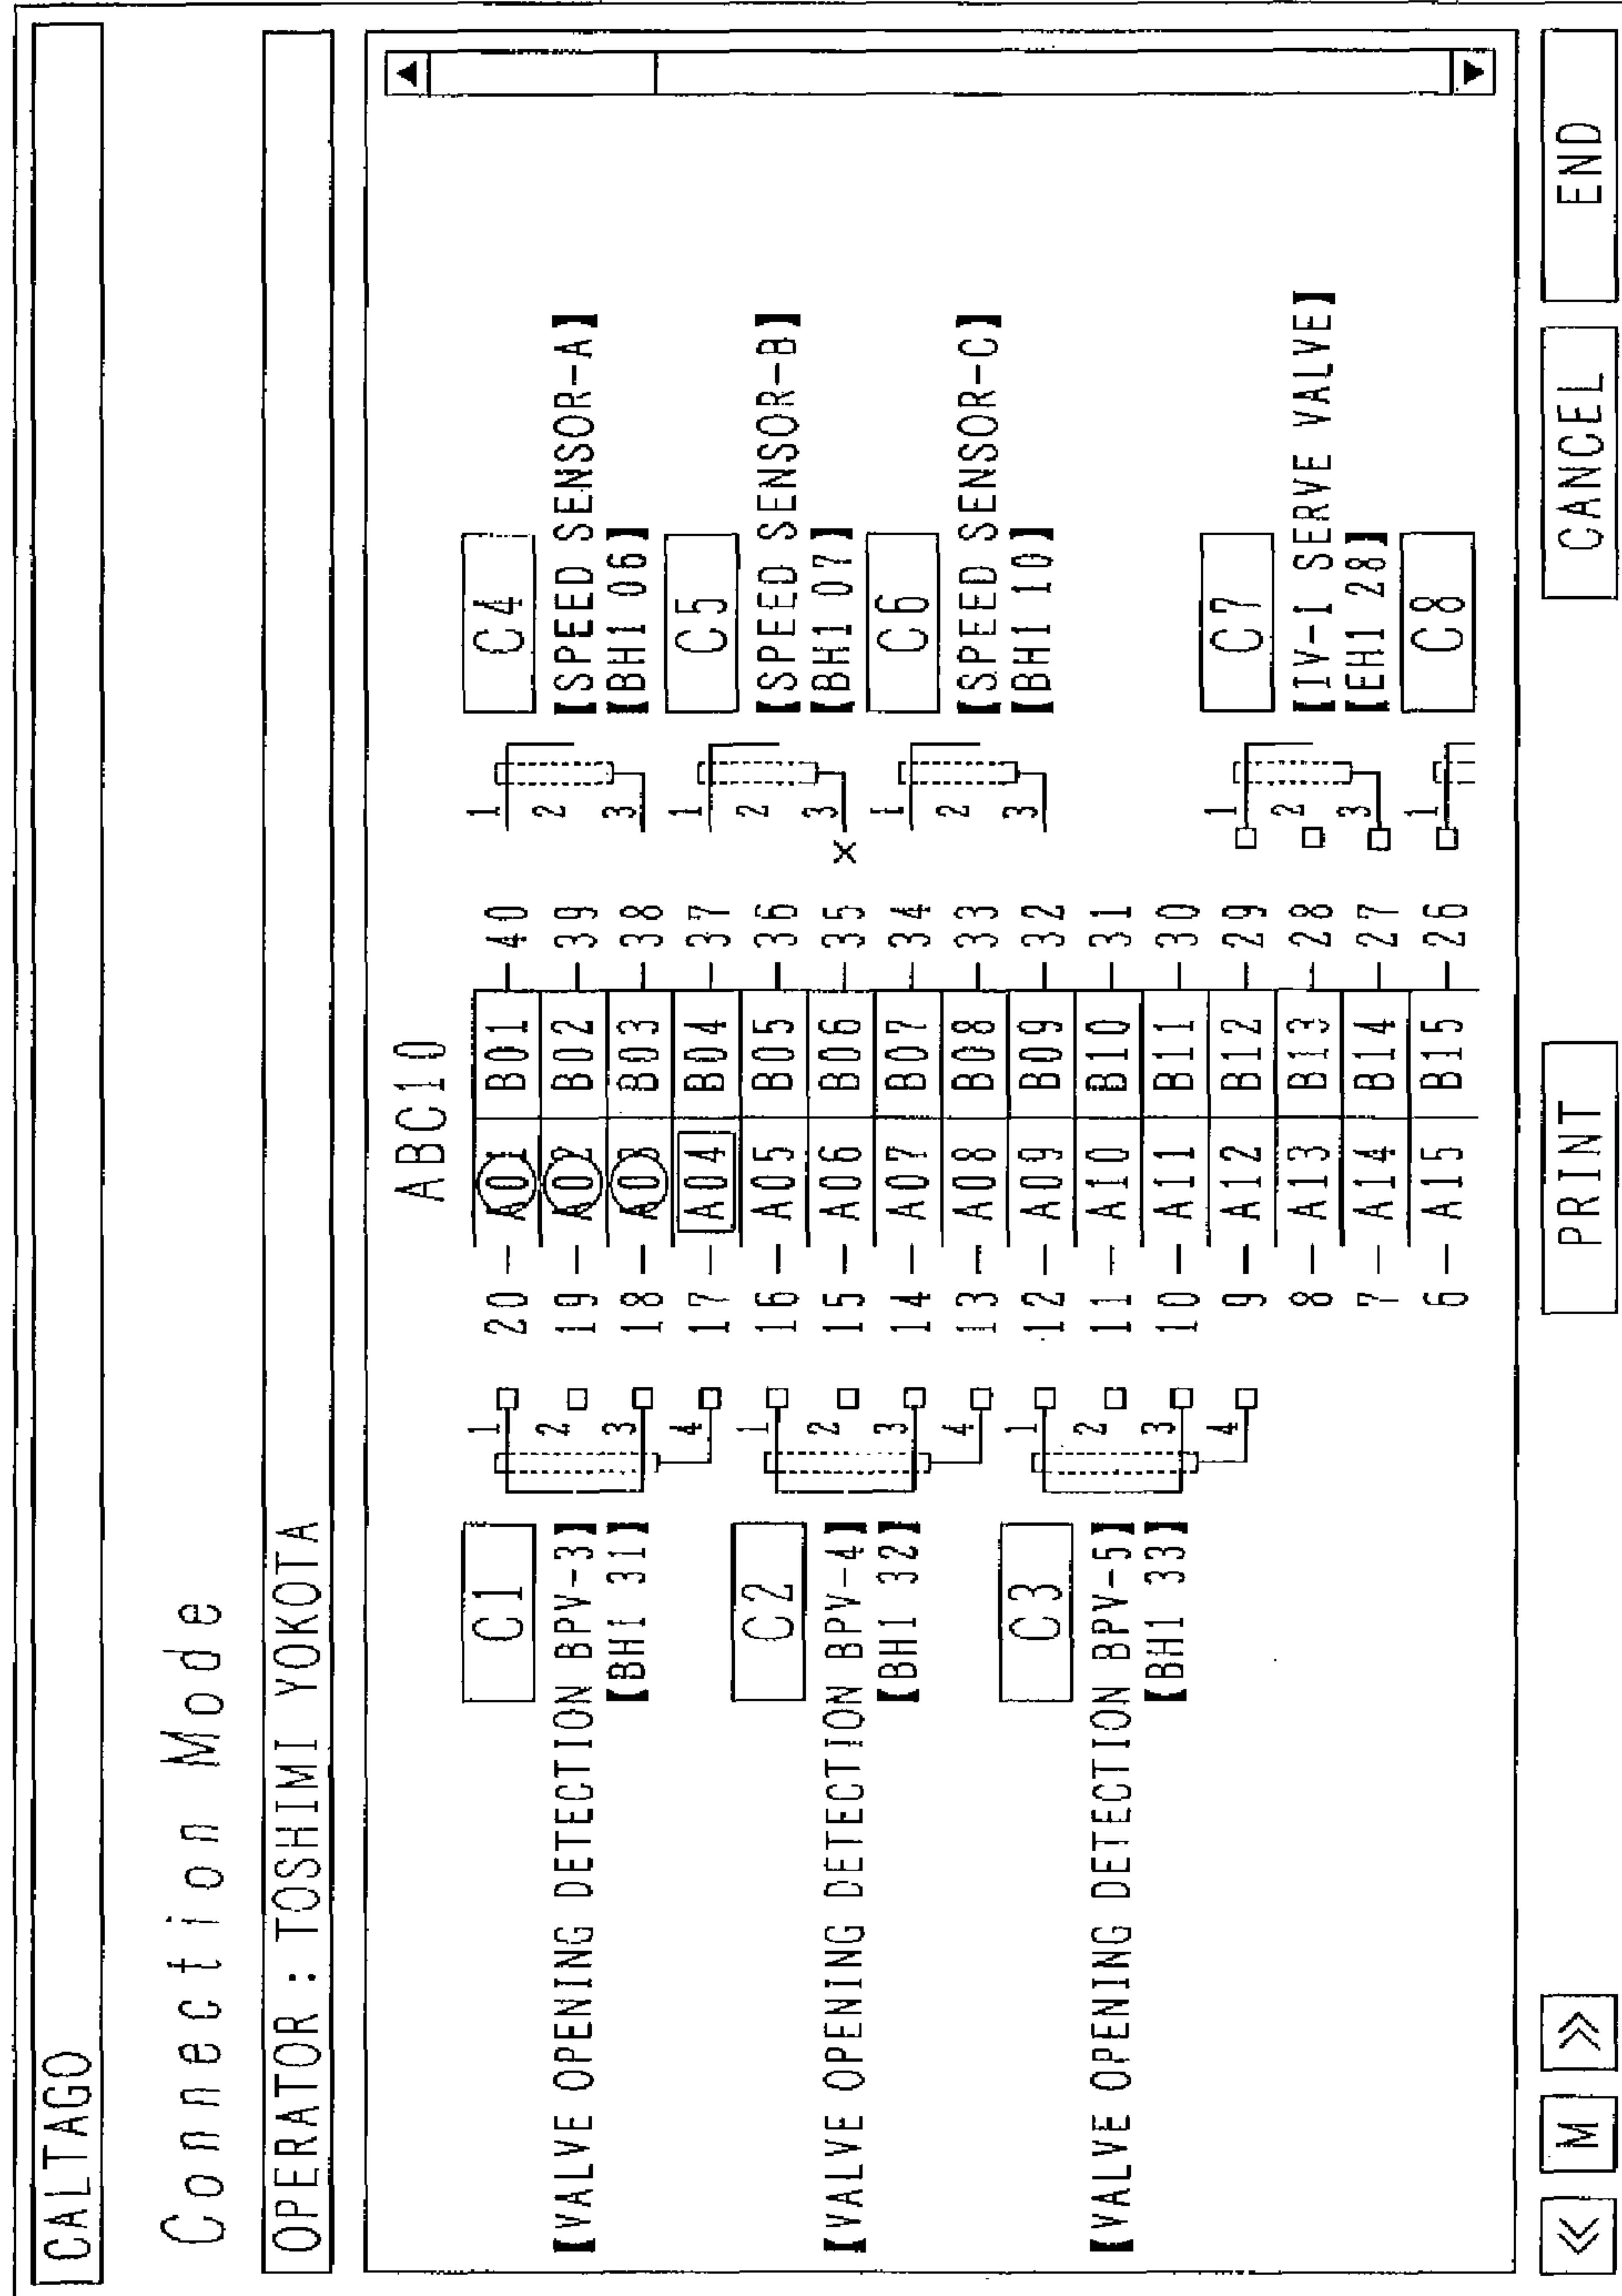 CALTAGO
Connection Mode
OPERATOR : TOSHIMI YOKOTA
ABC10
C1
【VALVE OPENING DETECTION BPV-3】
【BH1 31】
1
2
3
4
C2
【VALVE OPENING DETECTION BPV-4】
【BH1 32】
1
2
3
4
C3
【VALVE OPENING DETECTION BPV-5】
【BH1 33】
1
2
3
4
20 A01 B01 40
19 A02 B02 39
18 A03 B03 38
17 A04 B04 37
16 A05 B05 36
15 A06 B06 35
14 A07 B07 34
13 A08 B08 33
12 A09 B09 32
11 A10 B10 31
10 A11 B11 30
9 A12 B12 29
8 A13 B13 28
7 A14 B14 27
6 A15 B15 26
1
2
3
C4
【SPEED SENSOR-A】
【BH1 06】
1
2
3
×
C5
【SPEED SENSOR-B】
【BH1 07】
1
2
3
C6
【SPEED SENSOR-C】
【BH1 10】
1
2
3
C7
【IV-1 SERVE VALVE】
【EH1 28】
1
C8
<< M >> PRINT CANCEL END